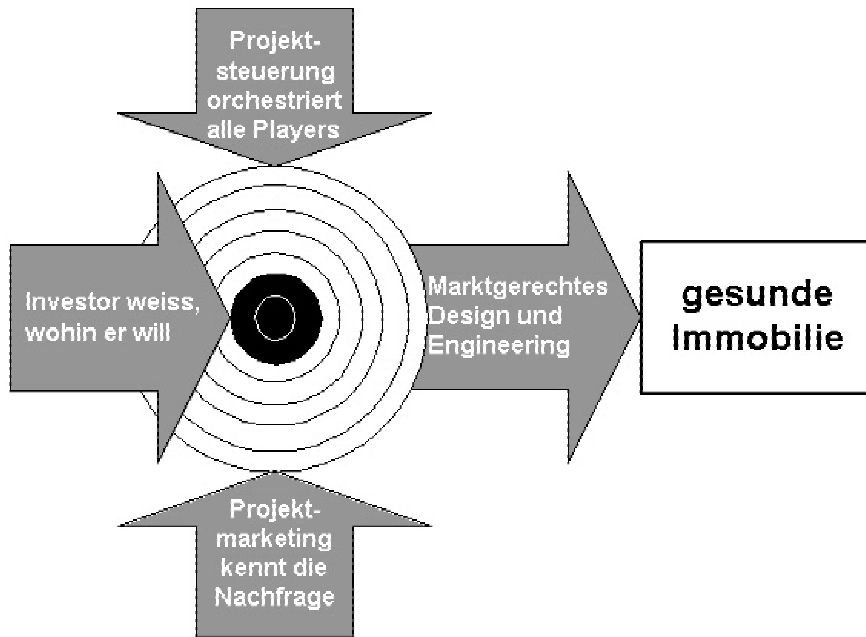 Projekt-
steuerung
orchestriert
alle Players
Investor weiss,
wohin er will
Marktgerechtes
Design und
Engineering
gesunde
Immobilie
Projekt-
marketing
kennt die
Nachfrage